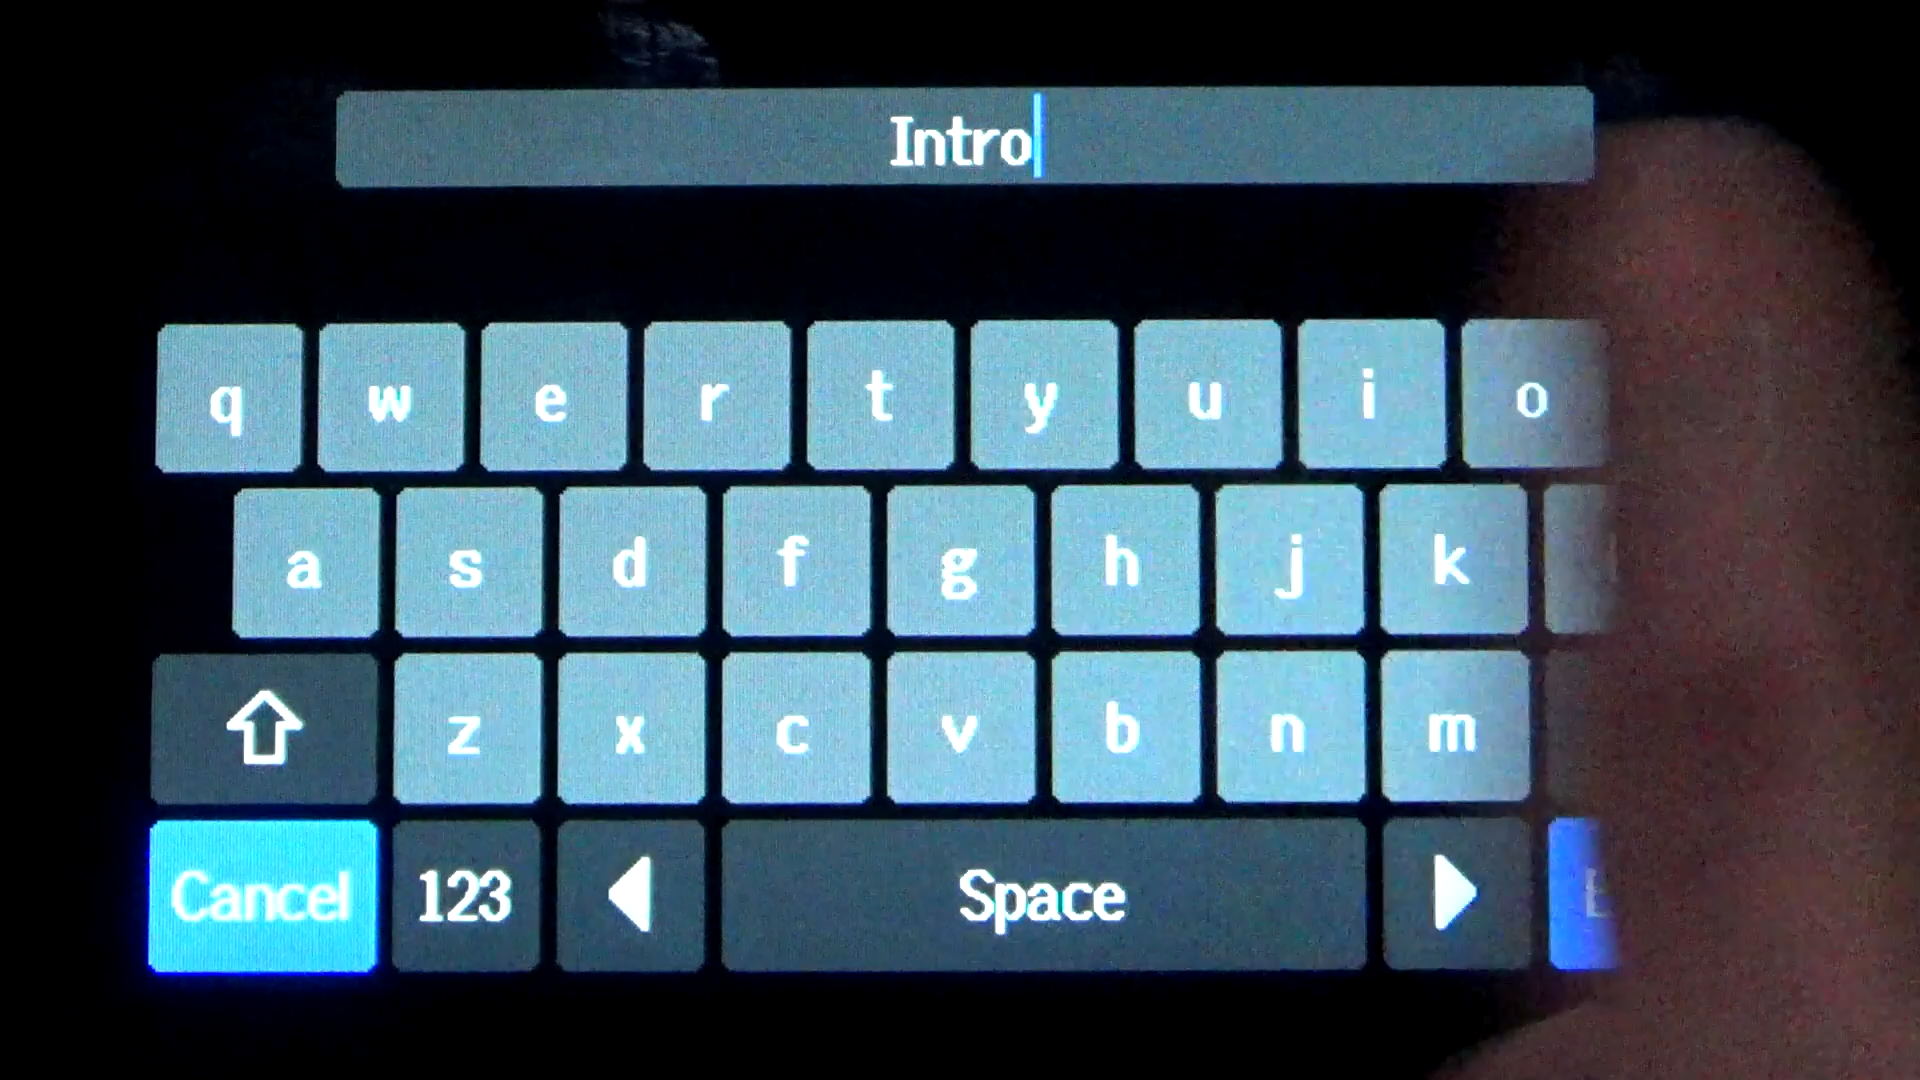 Intro
q w e r t y u i o
a s d f g h j k
z x c v b n m
Cancel 123 Space